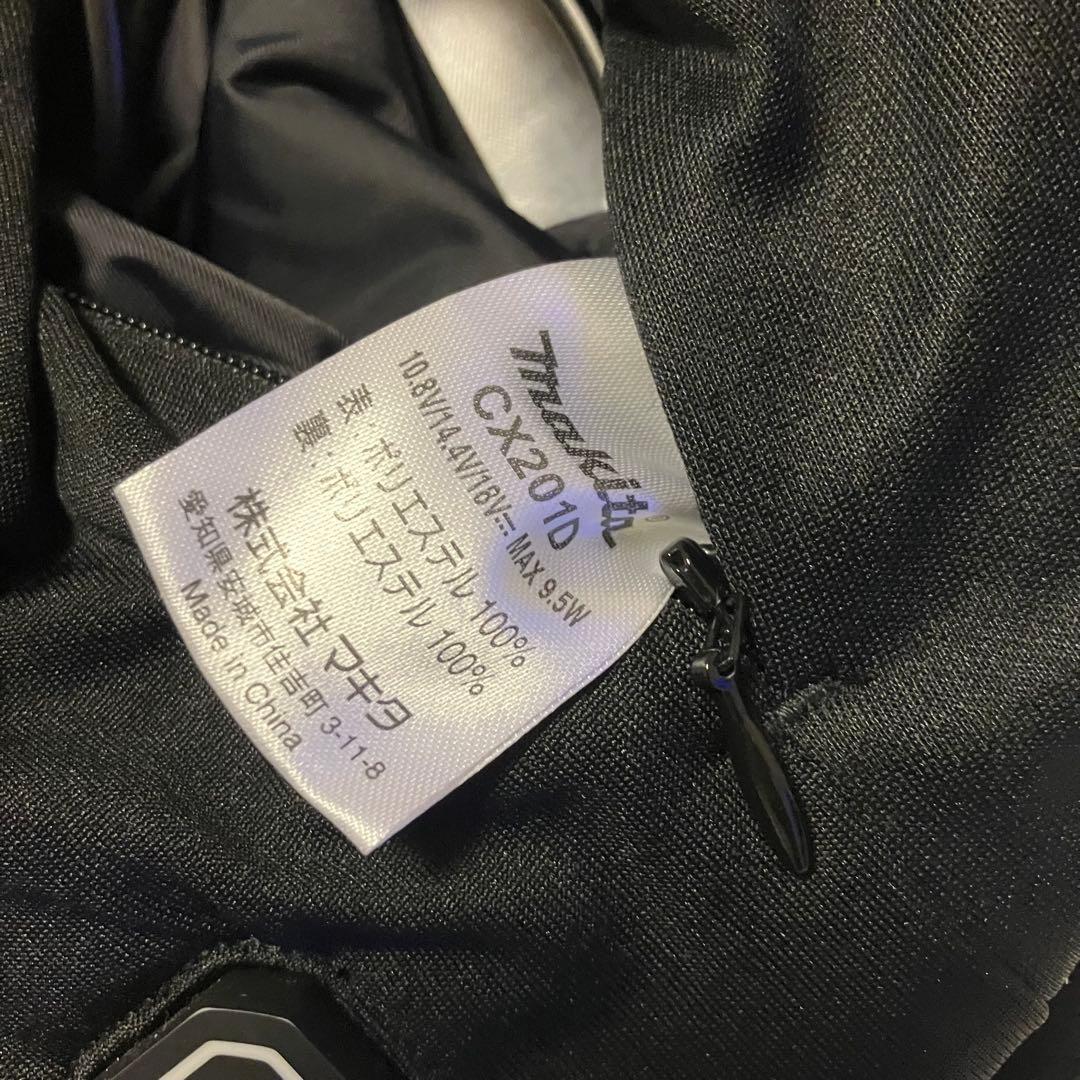 makita
CX201D
10.8V/14.4V/18V⎓ MAX 9.5W
表:ポリエステル 100%
裏:ポリエステル 100%
株式会社 マキタ
愛知県安城市住吉町 3-11-8
Made in China